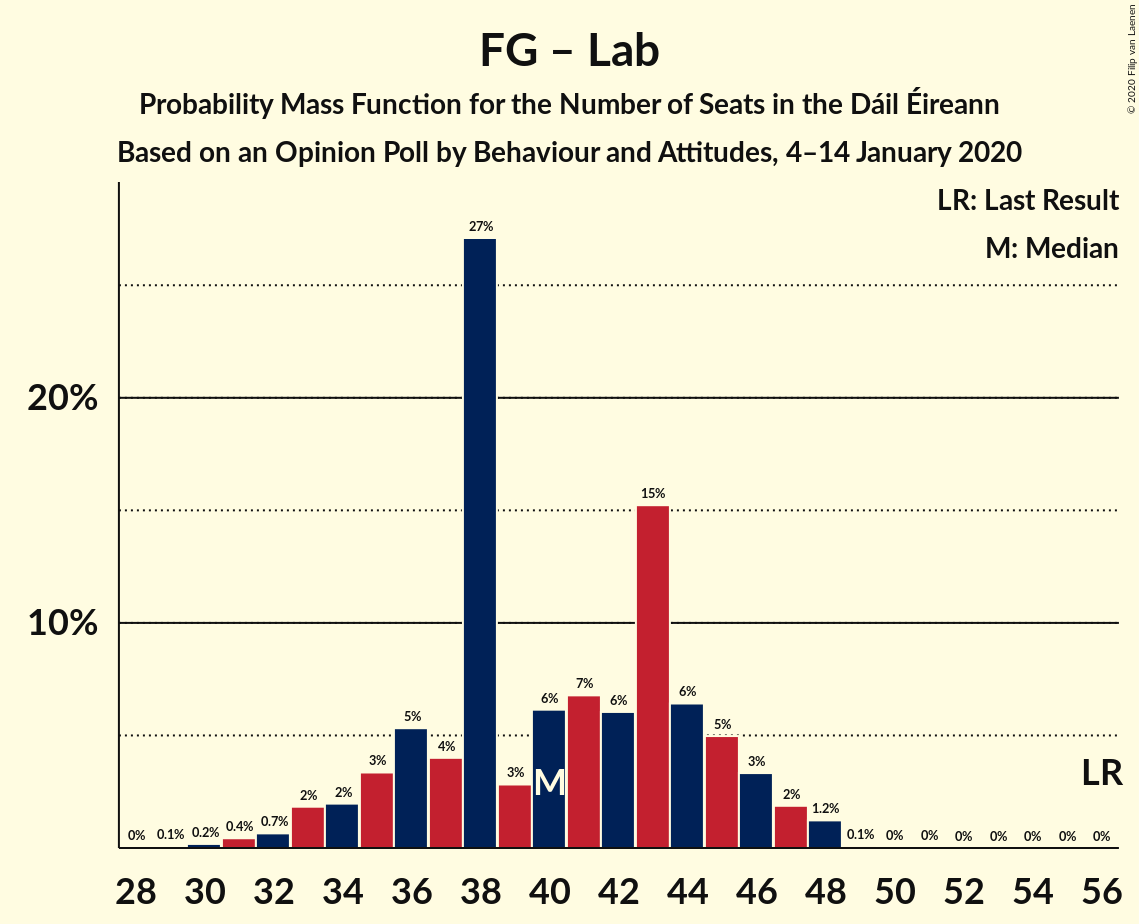 FG – Lab
Probability Mass Function for the Number of Seats in the Dáil Éireann
Based on an Opinion Poll by Behaviour and Attitudes, 4–14 January 2020
© 2020 Filip van Laenen
LR: Last Result
M: Median
20%
10%
0% 0.1% 0.2% 0.4% 0.7% 2% 2% 3% 5% 4% 27% 3% 6% 7% 6% 15% 6% 5% 3% 2% 1.2% 0.1% 0% 0% 0% 0% 0% 0% 0%
M
LR
28 30 32 34 36 38 40 42 44 46 48 50 52 54 56